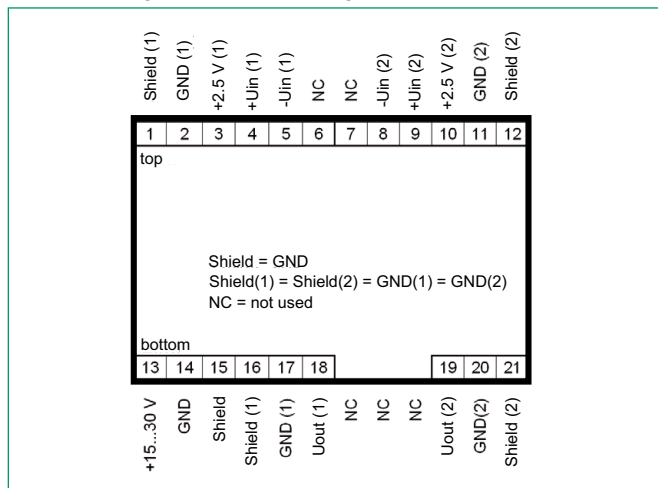 Shield (1)
GND (1)
+2.5 V (1)
+Uin (1)
-Uin (1)
NC
NC
-Uin (2)
+Uin (2)
+2.5 V (2)
GND (2)
Shield (2)
1 2 3 4 5 6 7 8 9 10 11 12
top
Shield = GND
Shield(1) = Shield(2) = GND(1) = GND(2)
NC = not used
bottom
13 14 15 16 17 18 19 20 21
+15...30 V
GND
Shield
Shield (1)
GND (1)
Uout (1)
NC
NC
NC
Uout (2)
GND(2)
Shield (2)